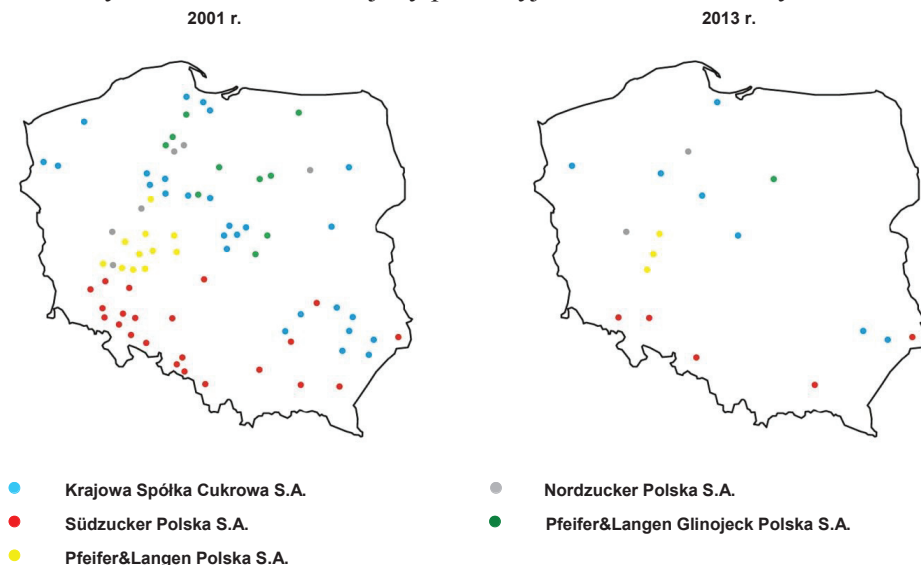 2001 r.
2013 r.
Krajowa Spółka Cukrowa S.A.
Südzucker Polska S.A.
Pfeifer&Langen Polska S.A.
Nordzucker Polska S.A.
Pfeifer&Langen Glinojeck Polska S.A.